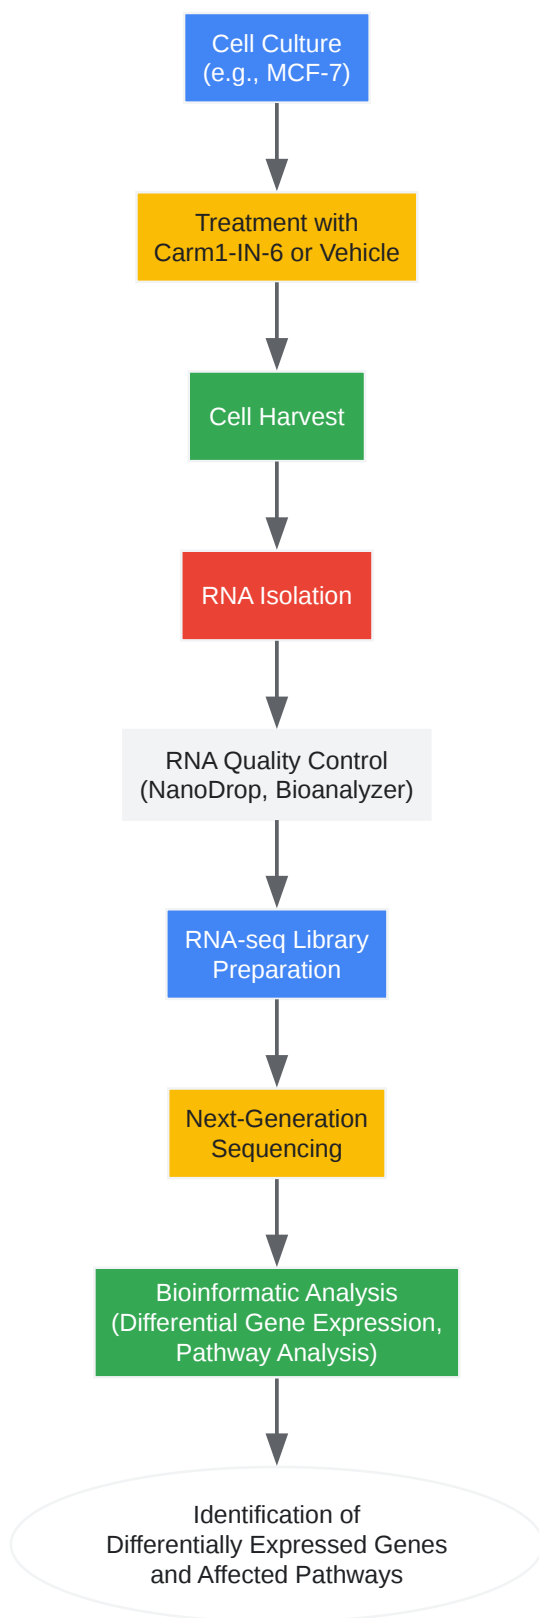 Cell Culture
(e.g., MCF-7)
Treatment with
Carm1-IN-6 or Vehicle
Cell Harvest
RNA Isolation
RNA Quality Control
(NanoDrop, Bioanalyzer)
RNA-seq Library
Preparation
Next-Generation
Sequencing
Bioinformatic Analysis
(Differential Gene Expression,
Pathway Analysis)
Identification of
Differentially Expressed Genes
and Affected Pathways